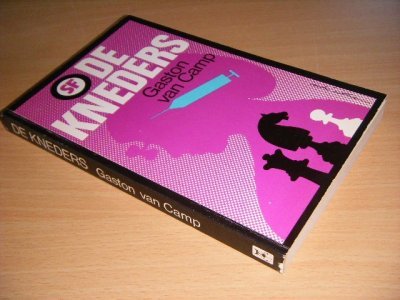 SF
DE
KNEDERS
Gaston
van Camp
DE KNEDERS Gaston van Camp